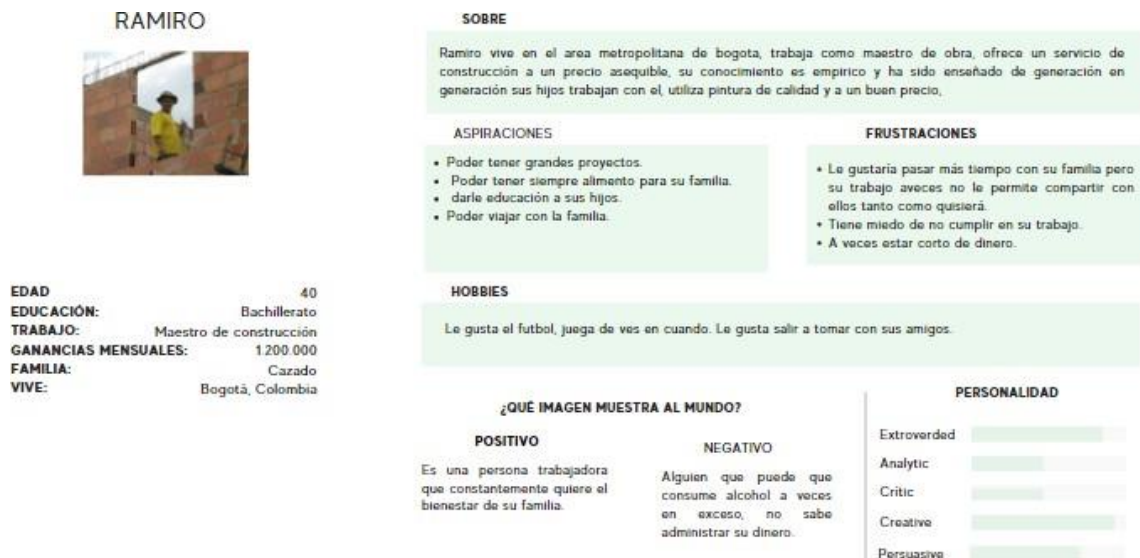 RAMIRO
EDAD 40
EDUCACIÓN: Bachillerato
TRABAJO: Maestro de construcción
GANANCIAS MENSUALES: 1.200.000
FAMILIA: Cazado
VIVE: Bogotá, Colombia
SOBRE
Ramiro vive en el area metropolitana de bogota, trabaja como maestro de obra, ofrece un servicio de
construcción a un precio asequible, su conocimiento es empirico y ha sido enseñado de generación en
generación sus hijos trabajan con el, utiliza pintura de calidad y a un buen precio,
ASPIRACIONES
• Poder tener grandes proyectos.
• Poder tener siempre alimento para su familia.
• darle educación a sus hijos.
• Poder viajar con la familia.
FRUSTRACIONES
• Le gustaría pasar más tiempo con su familia pero
su trabajo aveces no le permite compartir con
ellos tanto como quisierá.
• Tiene miedo de no cumplir en su trabajo.
• A veces estar corto de dinero.
HOBBIES
Le gusta el futbol, juega de ves en cuando. Le gusta salir a tomar con sus amigos.
¿QUÉ IMAGEN MUESTRA AL MUNDO?
POSITIVO
Es una persona trabajadora
que constantemente quiere el
bienestar de su familia.
NEGATIVO
Alguien que puede que
consume alcohol a veces
en exceso, no sabe
administrar su dinero.
PERSONALIDAD
Extroverded
Analytic
Critic
Creative
Persuasive